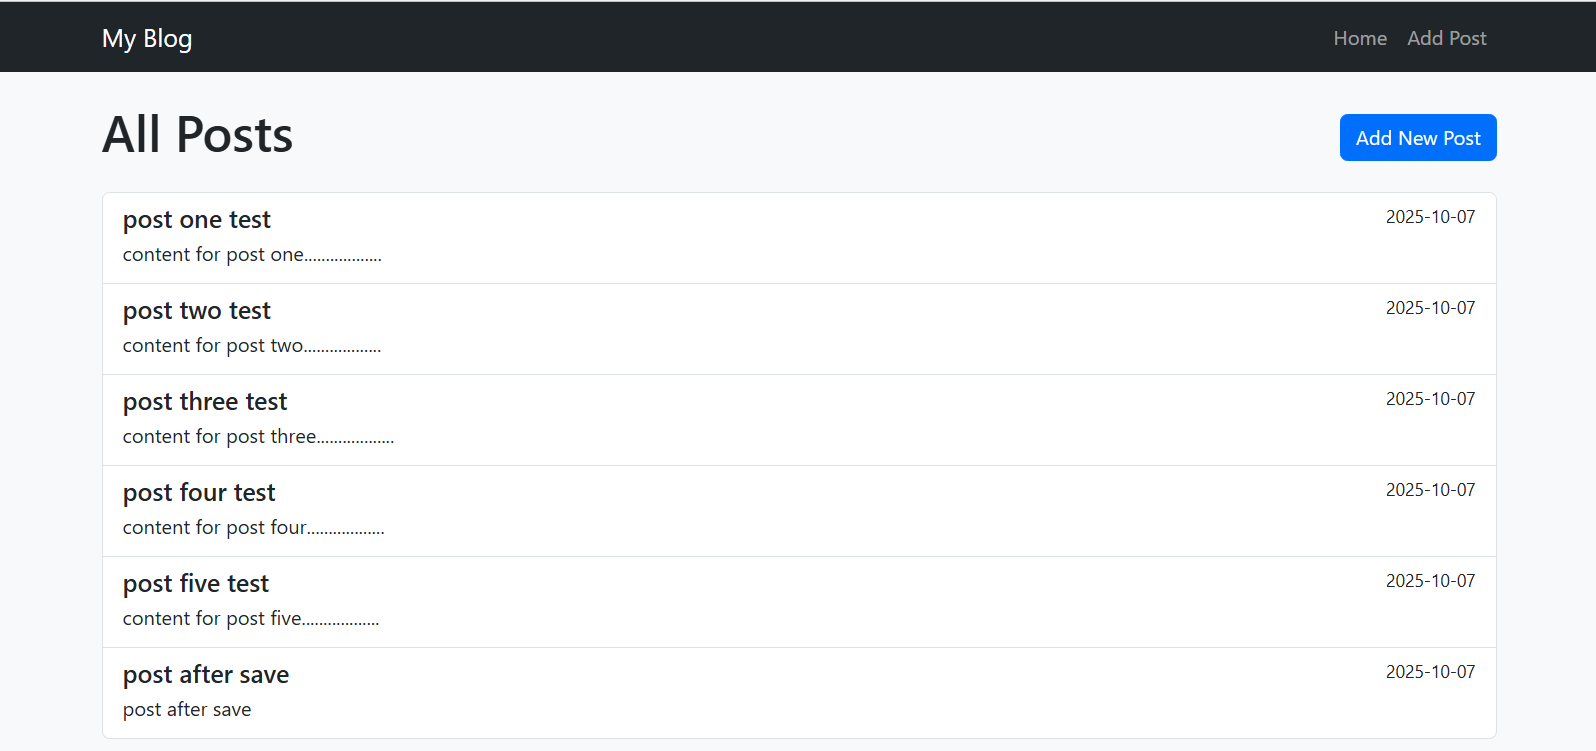 My Blog Home Add Post
All Posts Add New Post
post one test 2025-10-07
content for post one..................
post two test 2025-10-07
content for post two..................
post three test 2025-10-07
content for post three..................
post four test 2025-10-07
content for post four..................
post five test 2025-10-07
content for post five..................
post after save 2025-10-07
post after save